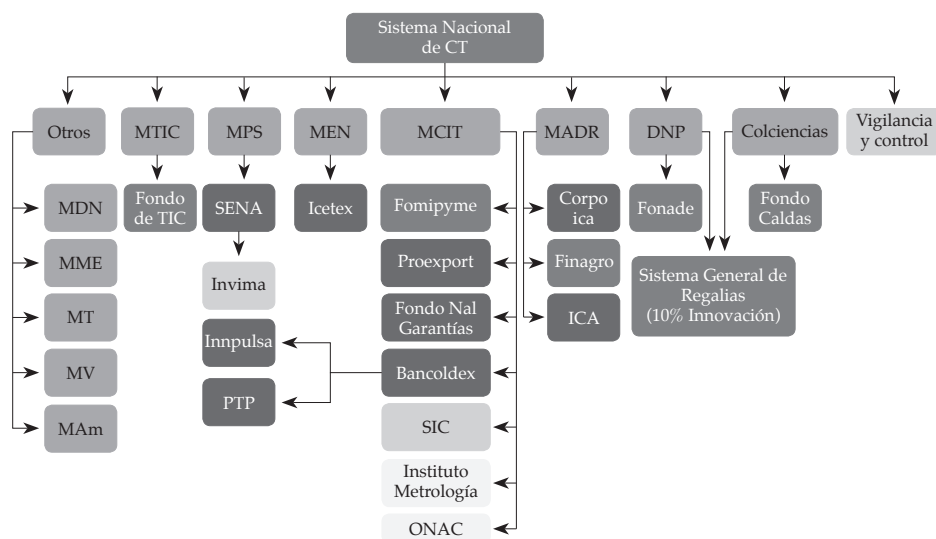 Sistema Nacional
de CT
Otros
MTIC
MPS
MEN
MCIT
MADR
DNP
Colciencias
Vigilancia
y control
MDN
Fondo
de TIC
SENA
Icetex
Fomipyme
Corpo
ica
Fonade
Fondo
Caldas
MME
Invima
Proexport
Finagro
Sistema General de
Regalias
(10% Innovación)
MT
Innpulsa
Fondo Nal
Garantías
ICA
MV
PTP
Bancoldex
MAm
SIC
Instituto
Metrología
ONAC